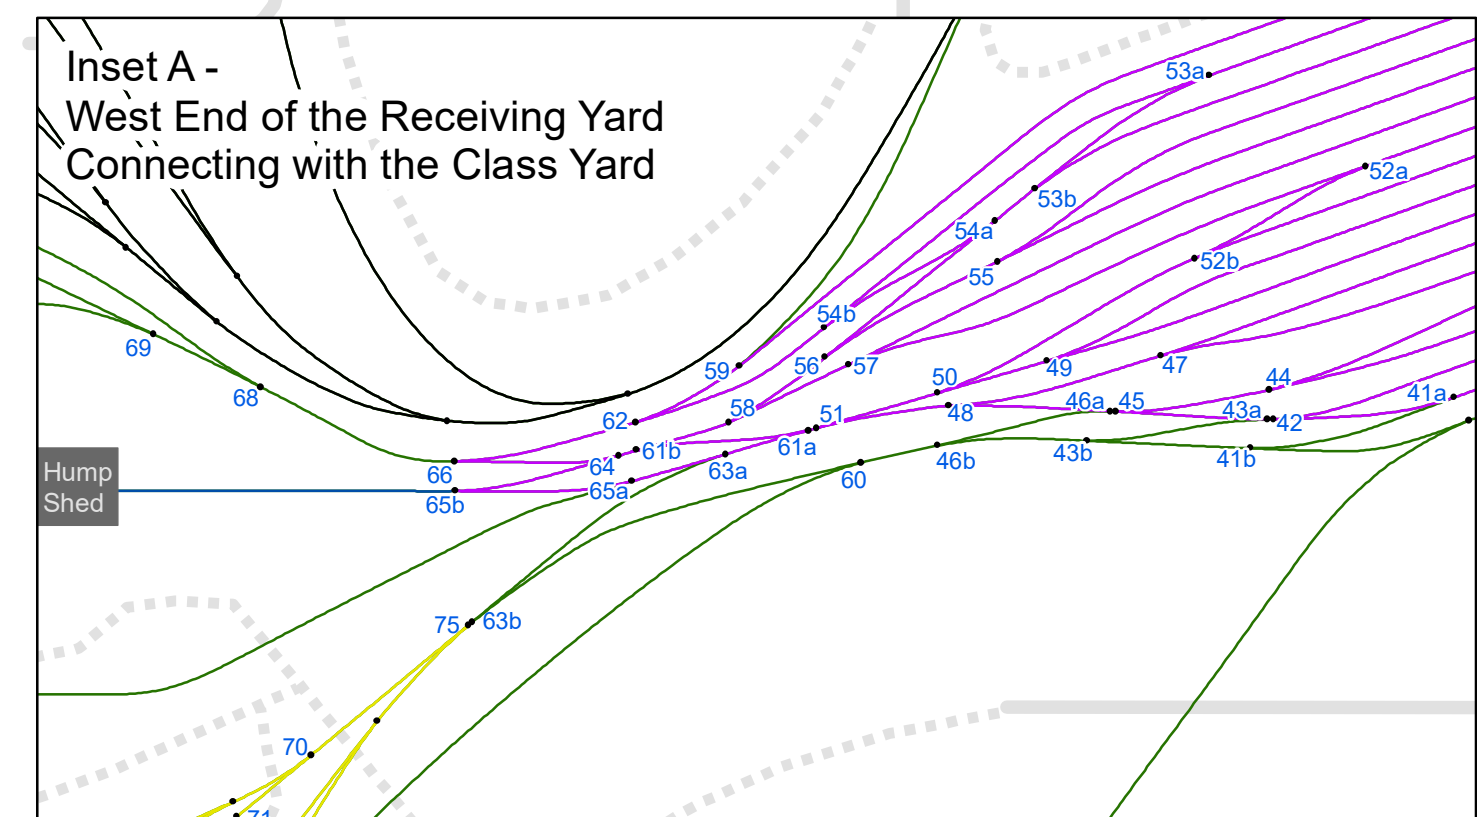 Inset A -
West End of the Receiving Yard
Connecting with the Class Yard
53a
52a
53b
54a
52b
55
54b
69
59
56
57
49
47
68
50
44
41a
62
58
51
48
46a
45
43a
42
66
64
61b
61a
63a
46b
43b
41b
Hump
Shed
65b
65a
60
75
63b
70
71